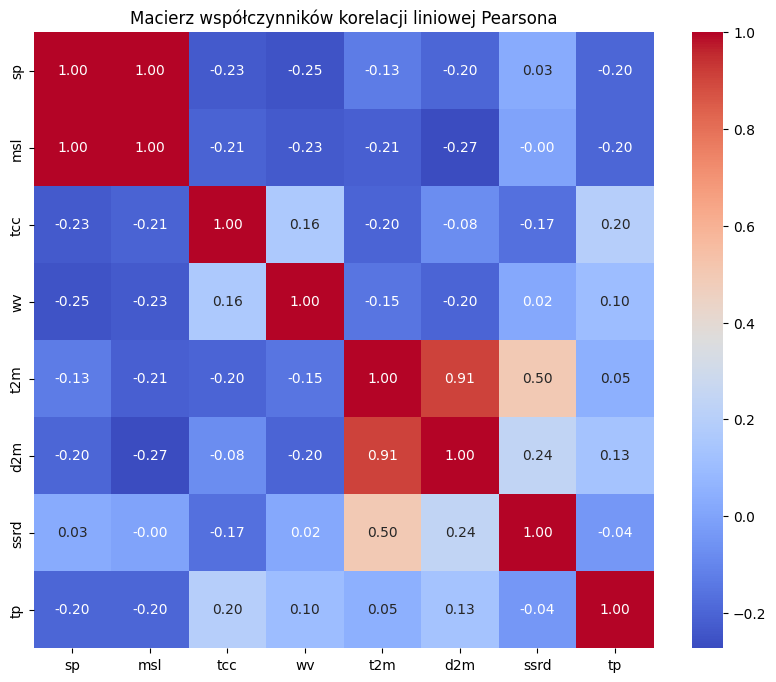 Macierz współczynników korelacji liniowej Pearsona
sp 1.00 1.00 -0.23 -0.25 -0.13 -0.20 0.03 -0.20
msl 1.00 1.00 -0.21 -0.23 -0.21 -0.27 -0.00 -0.20
tcc -0.23 -0.21 1.00 0.16 -0.20 -0.08 -0.17 0.20
wv -0.25 -0.23 0.16 1.00 -0.15 -0.20 0.02 0.10
t2m -0.13 -0.21 -0.20 -0.15 1.00 0.91 0.50 0.05
d2m -0.20 -0.27 -0.08 -0.20 0.91 1.00 0.24 0.13
ssrd 0.03 -0.00 -0.17 0.02 0.50 0.24 1.00 -0.04
tp -0.20 -0.20 0.20 0.10 0.05 0.13 -0.04 1.00
sp msl tcc wv t2m d2m ssrd tp
1.0
0.8
0.6
0.4
0.2
0.0
−0.2